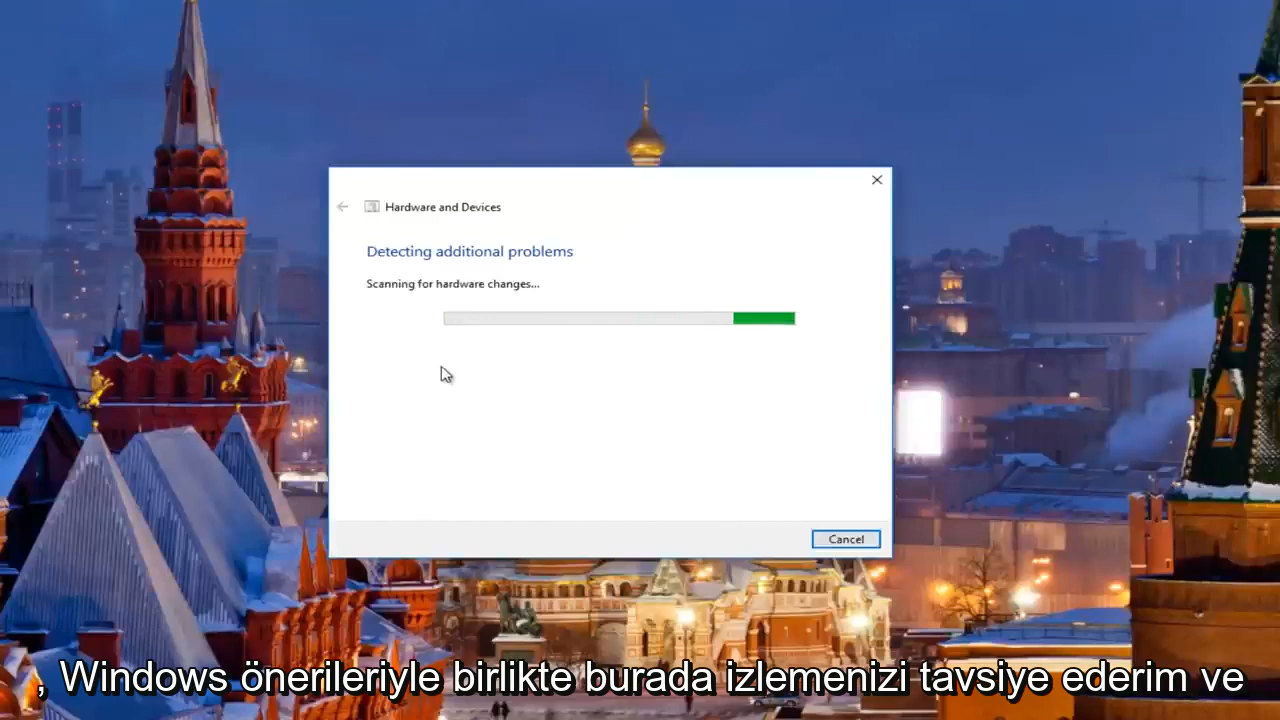 Hardware and Devices
Detecting additional problems
Scanning for hardware changes...
Cancel
, Windows önerileriyle birlikte burada izlemenizi tavsiye ederim ve